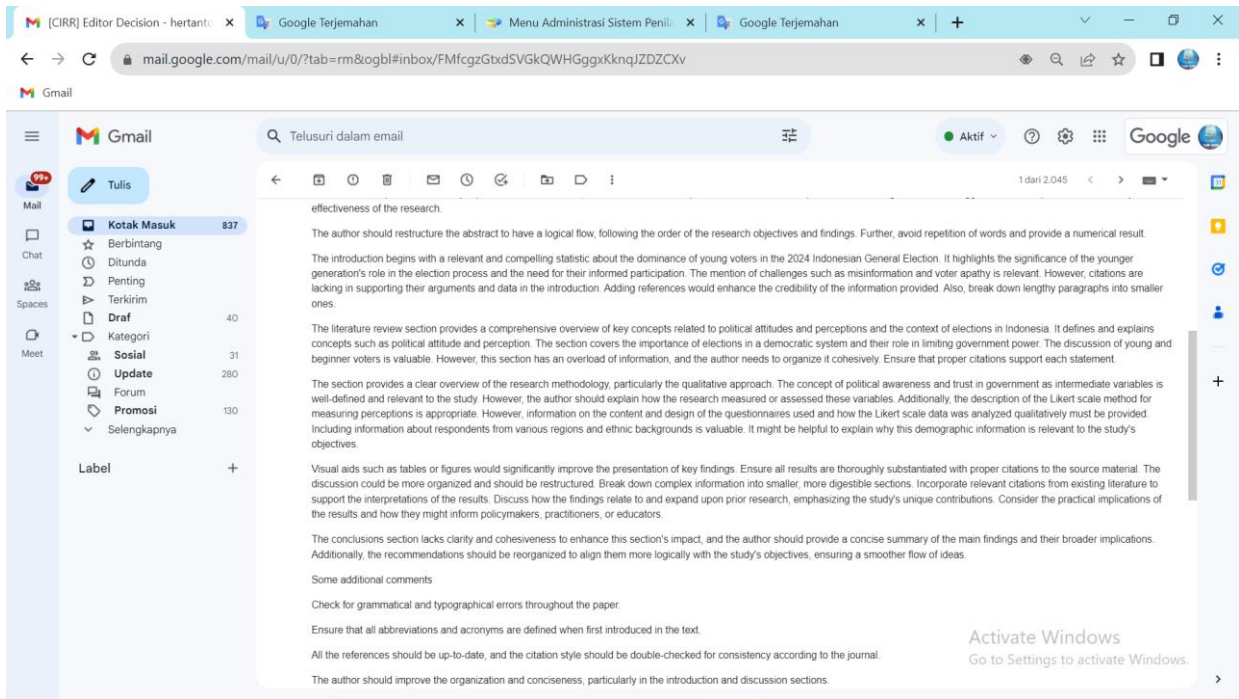 [CIRR] Editor Decision - hertanto
Google Terjemahan
Menu Administrasi Sistem Penila
Google Terjemahan
mail.google.com/mail/u/0/?tab=rm&ogbl#inbox/FMfcgzGtxdSVGkQWHGggxKknqJZDZCXv
Gmail
Gmail
Telusuri dalam email
Aktif
Google
99+
Mail
Chat
Spaces
Meet
Tulis
Kotak Masuk 837
Berbintang
Ditunda
Penting
Terkirim
Draf 40
Kategori
Sosial 31
Update 280
Forum
Promosi 130
Selengkapnya
Label
1 dari 2.045
effectiveness of the research.
The author should restructure the abstract to have a logical flow, following the order of the research objectives and findings. Further, avoid repetition of words and provide a numerical result.
The introduction begins with a relevant and compelling statistic about the dominance of young voters in the 2024 Indonesian General Election. It highlights the significance of the younger
generation's role in the election process and the need for their informed participation. The mention of challenges such as misinformation and voter apathy is relevant. However, citations are
lacking in supporting their arguments and data in the introduction. Adding references would enhance the credibility of the information provided. Also, break down lengthy paragraphs into smaller
ones.
The literature review section provides a comprehensive overview of key concepts related to political attitudes and perceptions and the context of elections in Indonesia. It defines and explains
concepts such as political attitude and perception. The section covers the importance of elections in a democratic system and their role in limiting government power. The discussion of young and
beginner voters is valuable. However, this section has an overload of information, and the author needs to organize it cohesively. Ensure that proper citations support each statement.
The section provides a clear overview of the research methodology, particularly the qualitative approach. The concept of political awareness and trust in government as intermediate variables is
well-defined and relevant to the study. However, the author should explain how the research measured or assessed these variables. Additionally, the description of the Likert scale method for
measuring perceptions is appropriate. However, information on the content and design of the questionnaires used and how the Likert scale data was analyzed qualitatively must be provided.
Including information about respondents from various regions and ethnic backgrounds is valuable. It might be helpful to explain why this demographic information is relevant to the study's
objectives.
Visual aids such as tables or figures would significantly improve the presentation of key findings. Ensure all results are thoroughly substantiated with proper citations to the source material. The
discussion could be more organized and should be restructured. Break down complex information into smaller, more digestible sections. Incorporate relevant citations from existing literature to
support the interpretations of the results. Discuss how the findings relate to and expand upon prior research, emphasizing the study's unique contributions. Consider the practical implications of
the results and how they might inform policymakers, practitioners, or educators.
The conclusions section lacks clarity and cohesiveness to enhance this section's impact, and the author should provide a concise summary of the main findings and their broader implications.
Additionally, the recommendations should be reorganized to align them more logically with the study's objectives, ensuring a smoother flow of ideas.
Some additional comments
Check for grammatical and typographical errors throughout the paper.
Ensure that all abbreviations and acronyms are defined when first introduced in the text.
All the references should be up-to-date, and the citation style should be double-checked for consistency according to the journal.
The author should improve the organization and conciseness, particularly in the introduction and discussion sections.
Activate Windows
Go to Settings to activate Windows.